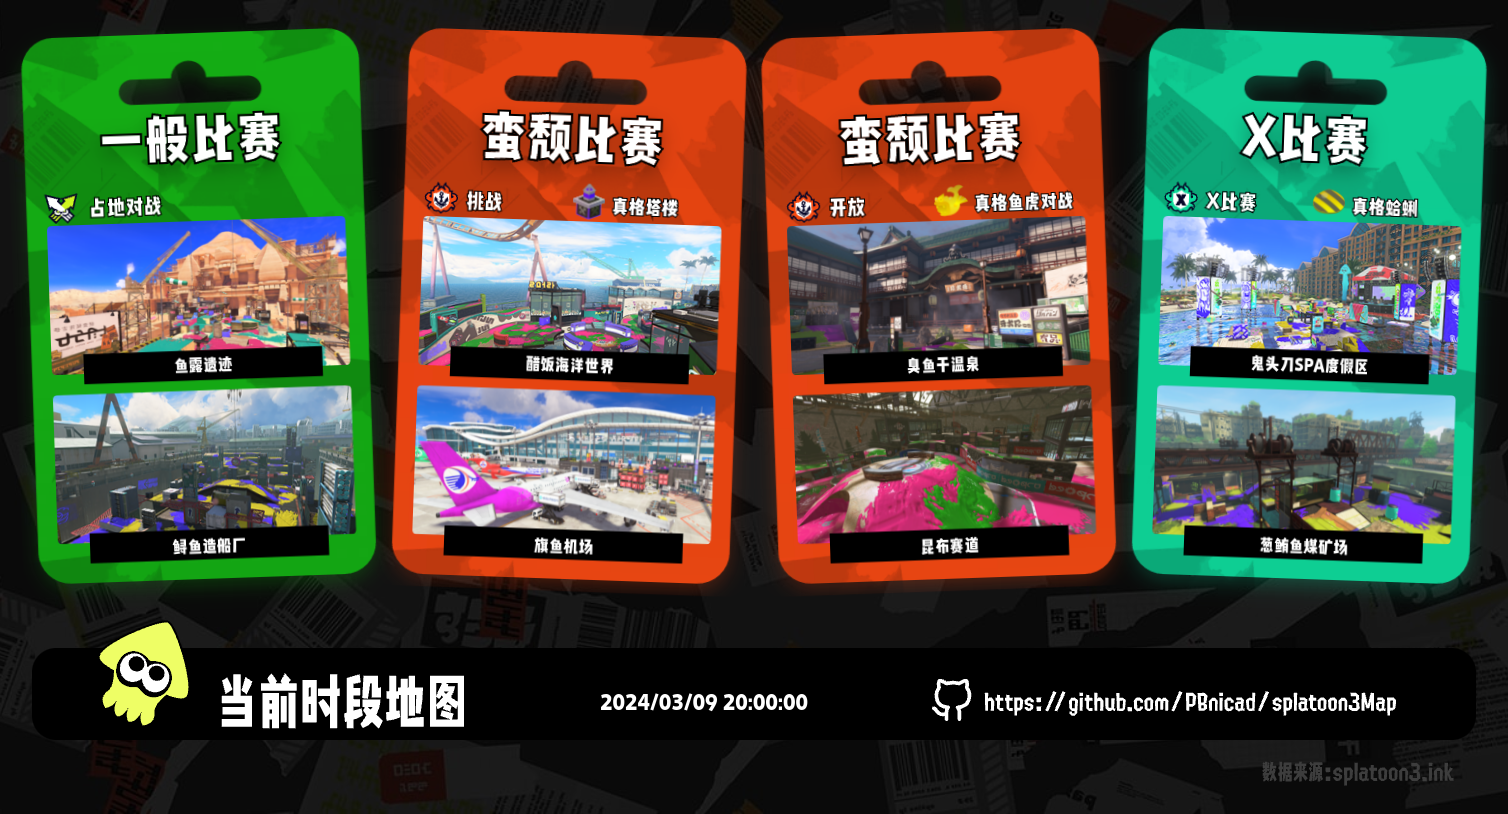 一般比赛
占地对战
鱼露遗迹
鲟鱼造船厂
蛮颓比赛
挑战
真格塔楼
醋饭海洋世界
旗鱼机场
蛮颓比赛
开放
真格鱼虎对战
臭鱼干温泉
昆布赛道
X比赛
X比赛
真格蛤蜊
鬼头刀SPA度假区
葱鲔鱼煤矿场
当前时段地图
2024/03/09 20:00:00
https://github.com/PBnicad/splatoon3Map
数据来源:splatoon3.ink